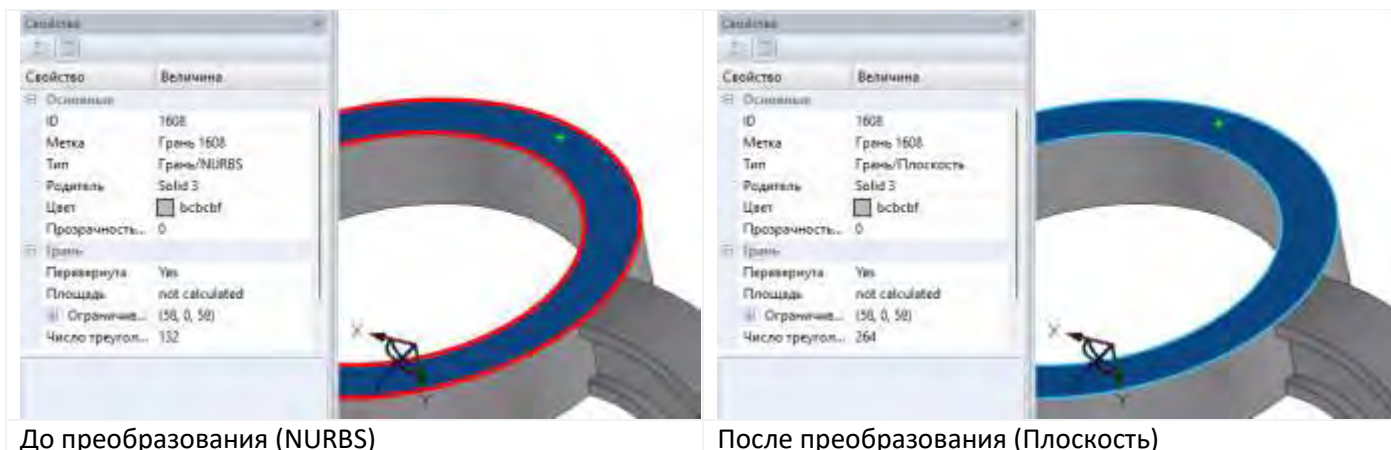 Свойства
Свойство Величина
Основные
ID 1608
Метка Грань 1608
Тип Грань/NURBS
Родитель Solid 3
Цвет bcbcbf
Прозрачность... 0
Грань
Перевернута Yes
Площадь not calculated
Ограничив... (58, 0, 58)
Число треугол... 132
X
Y
До преобразования (NURBS)
Свойства
Свойство Величина
Основные
ID 1608
Метка Грань 1608
Тип Грань/Плоскость
Родитель Solid 3
Цвет bcbcbf
Прозрачность... 0
Грань
Перевернута Yes
Площадь not calculated
Ограничив... (58, 0, 58)
Число треугол... 264
X
Y
После преобразования (Плоскость)